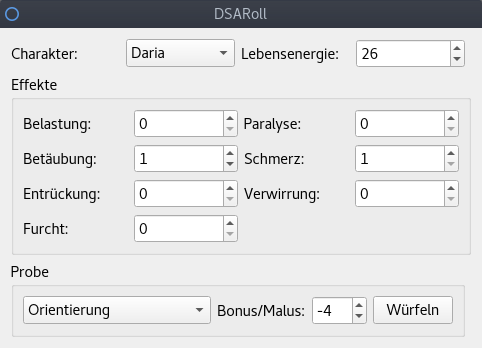 DSARoll
Charakter: Daria Lebensenergie: 26
Effekte
Belastung: 0 Paralyse: 0
Betäubung: 1 Schmerz: 1
Entrückung: 0 Verwirrung: 0
Furcht: 0
Probe
Orientierung Bonus/Malus: -4 Würfeln